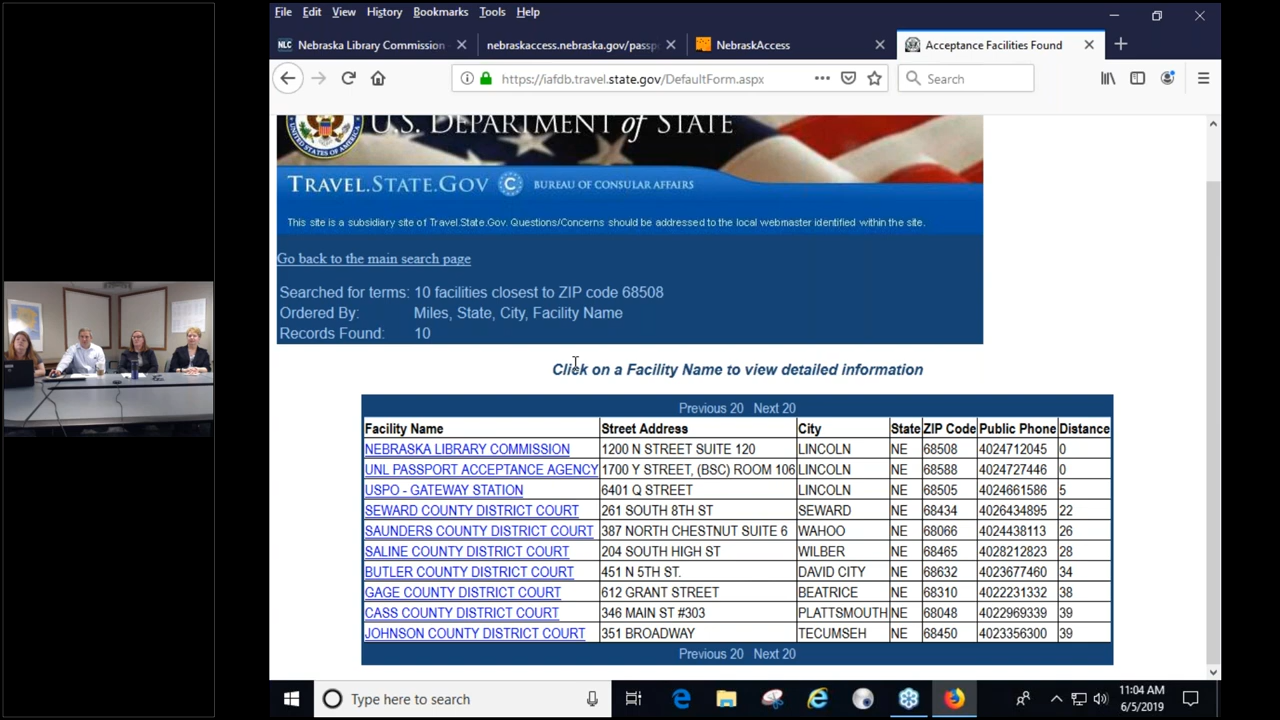 File Edit View History Bookmarks Tools Help
Nebraska Library Commission
nebraskaccess.nebraska.gov/passp
NebraskAccess
Acceptance Facilities Found
https://iafdb.travel.state.gov/DefaultForm.aspx
Search
U.S. DEPARTMENT of STATE
TRAVEL.STATE.GOV BUREAU OF CONSULAR AFFAIRS
This site is a subsidiary site of Travel.State.Gov. Questions/Concerns should be addressed to the local webmaster identified within the site.
Go back to the main search page
Searched for terms: 10 facilities closest to ZIP code 68508
Ordered By: Miles, State, City, Facility Name
Records Found: 10
Click on a Facility Name to view detailed information
Previous 20 Next 20
Facility Name Street Address City State ZIP Code Public Phone Distance
NEBRASKA LIBRARY COMMISSION 1200 N STREET SUITE 120 LINCOLN NE 68508 4024712045 0
UNL PASSPORT ACCEPTANCE AGENCY 1700 Y STREET, (BSC) ROOM 106 LINCOLN NE 68588 4024727446 0
USPO - GATEWAY STATION 6401 Q STREET LINCOLN NE 68505 4024661586 5
SEWARD COUNTY DISTRICT COURT 261 SOUTH 8TH ST SEWARD NE 68434 4026434895 22
SAUNDERS COUNTY DISTRICT COURT 387 NORTH CHESTNUT SUITE 6 WAHOO NE 68066 4024438113 26
SALINE COUNTY DISTRICT COURT 204 SOUTH HIGH ST WILBER NE 68465 4028212823 28
BUTLER COUNTY DISTRICT COURT 451 N 5TH ST. DAVID CITY NE 68632 4023677460 34
GAGE COUNTY DISTRICT COURT 612 GRANT STREET BEATRICE NE 68310 4022231332 38
CASS COUNTY DISTRICT COURT 346 MAIN ST #303 PLATTSMOUTH NE 68048 4022969339 39
JOHNSON COUNTY DISTRICT COURT 351 BROADWAY TECUMSEH NE 68450 4023356300 39
Previous 20 Next 20
Type here to search
11:04 AM
6/5/2019